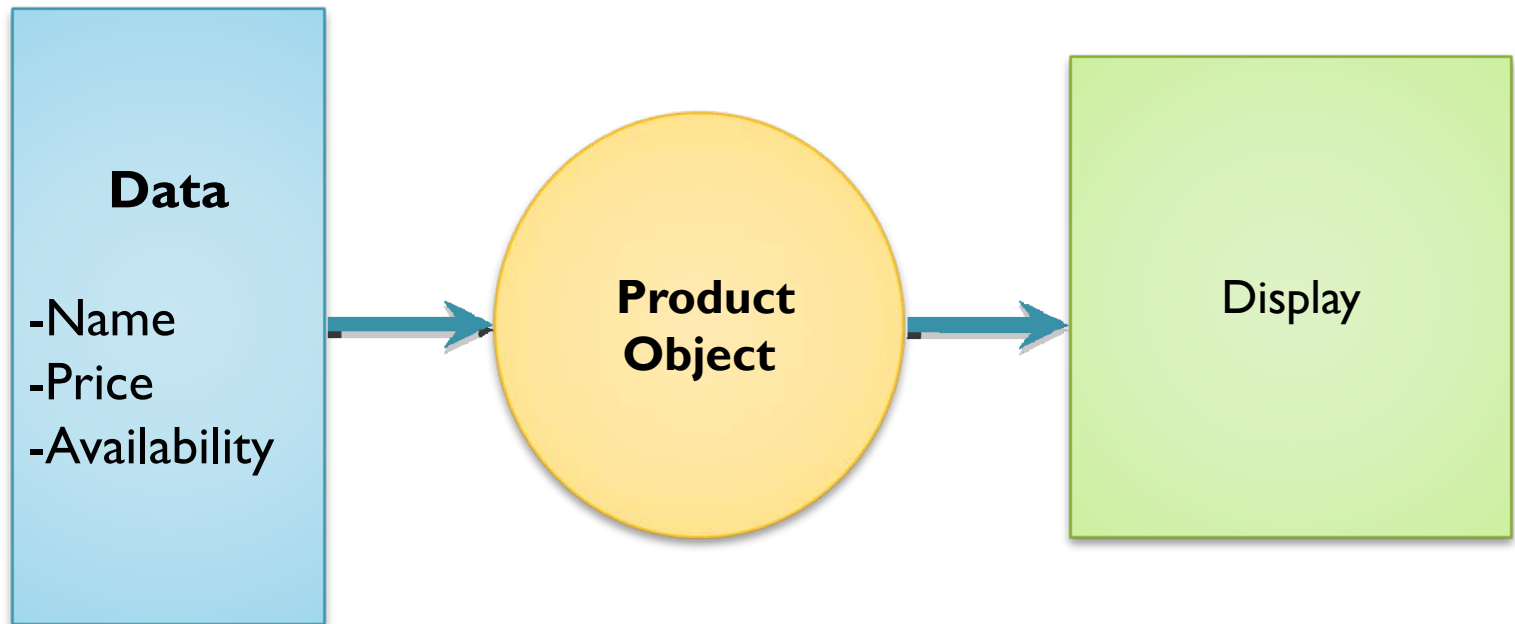 Data
-Name
-Price
-Availability
Product
Object
Display